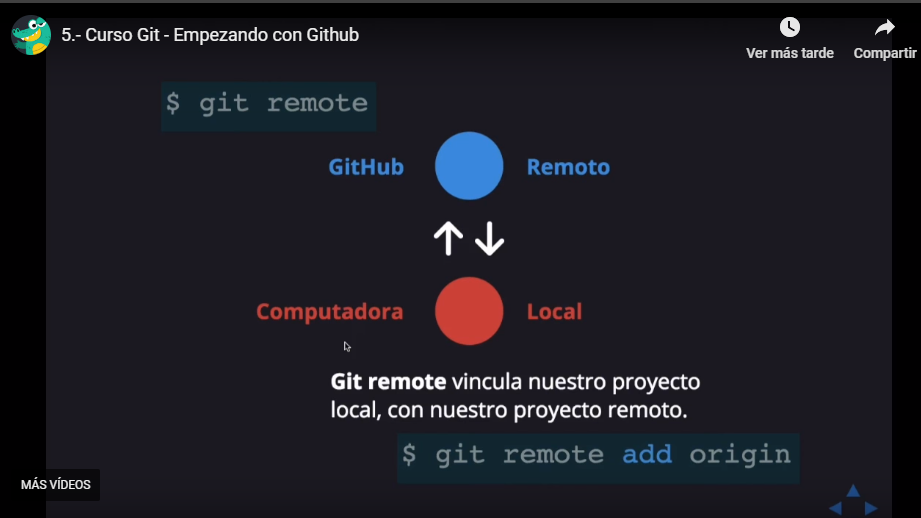 5.- Curso Git - Empezando con Github
Ver más tarde
Compartir
$ git remote
GitHub
Remoto
Computadora
Local
Git remote vincula nuestro proyecto
local, con nuestro proyecto remoto.
$ git remote add origin
MÁS VÍDEOS